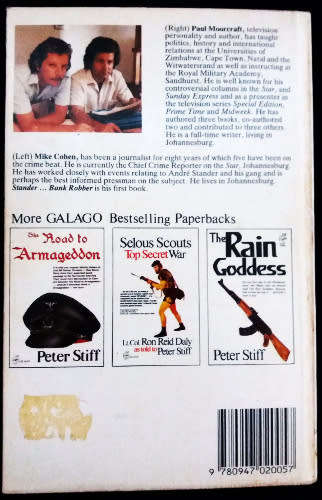 (Right) Paul Mourcraft, television
personality and author, has taught
politics, history and international
relations at the Universities of
Zimbabwe, Cape Town, Natal and the
Witwatersrand as well as instructing at
the Royal Military Academy,
Sandhurst. He is well known for his
controversial columns in the Star, and
Sunday Express and as a presenter in
the television series Special Edition,
Prime Time and Midweek. He has
authored three books, co-authored
two and contributed to three others.
He is a full-time writer, living in
Johannesburg.
(Left) Mike Cohen, has been a journalist for eight years of which five have been on
the crime beat. He is currently the Chief Crime Reporter on the Star, Johannesburg.
He has worked closely with events relating to André Stander and his gang and is
perhaps the best informed pressman on the subject. He lives in Johannesburg.
Stander ... Bank Robber is his first book.
More GALAGO Bestselling Paperbacks
The Road to
Armageddon
Peter Stiff
Selous Scouts
Top Secret War
Lt Col Ron Reid Daly
as told to Peter Stiff
The
Rain
Goddess
Peter Stiff
9 780947 020057